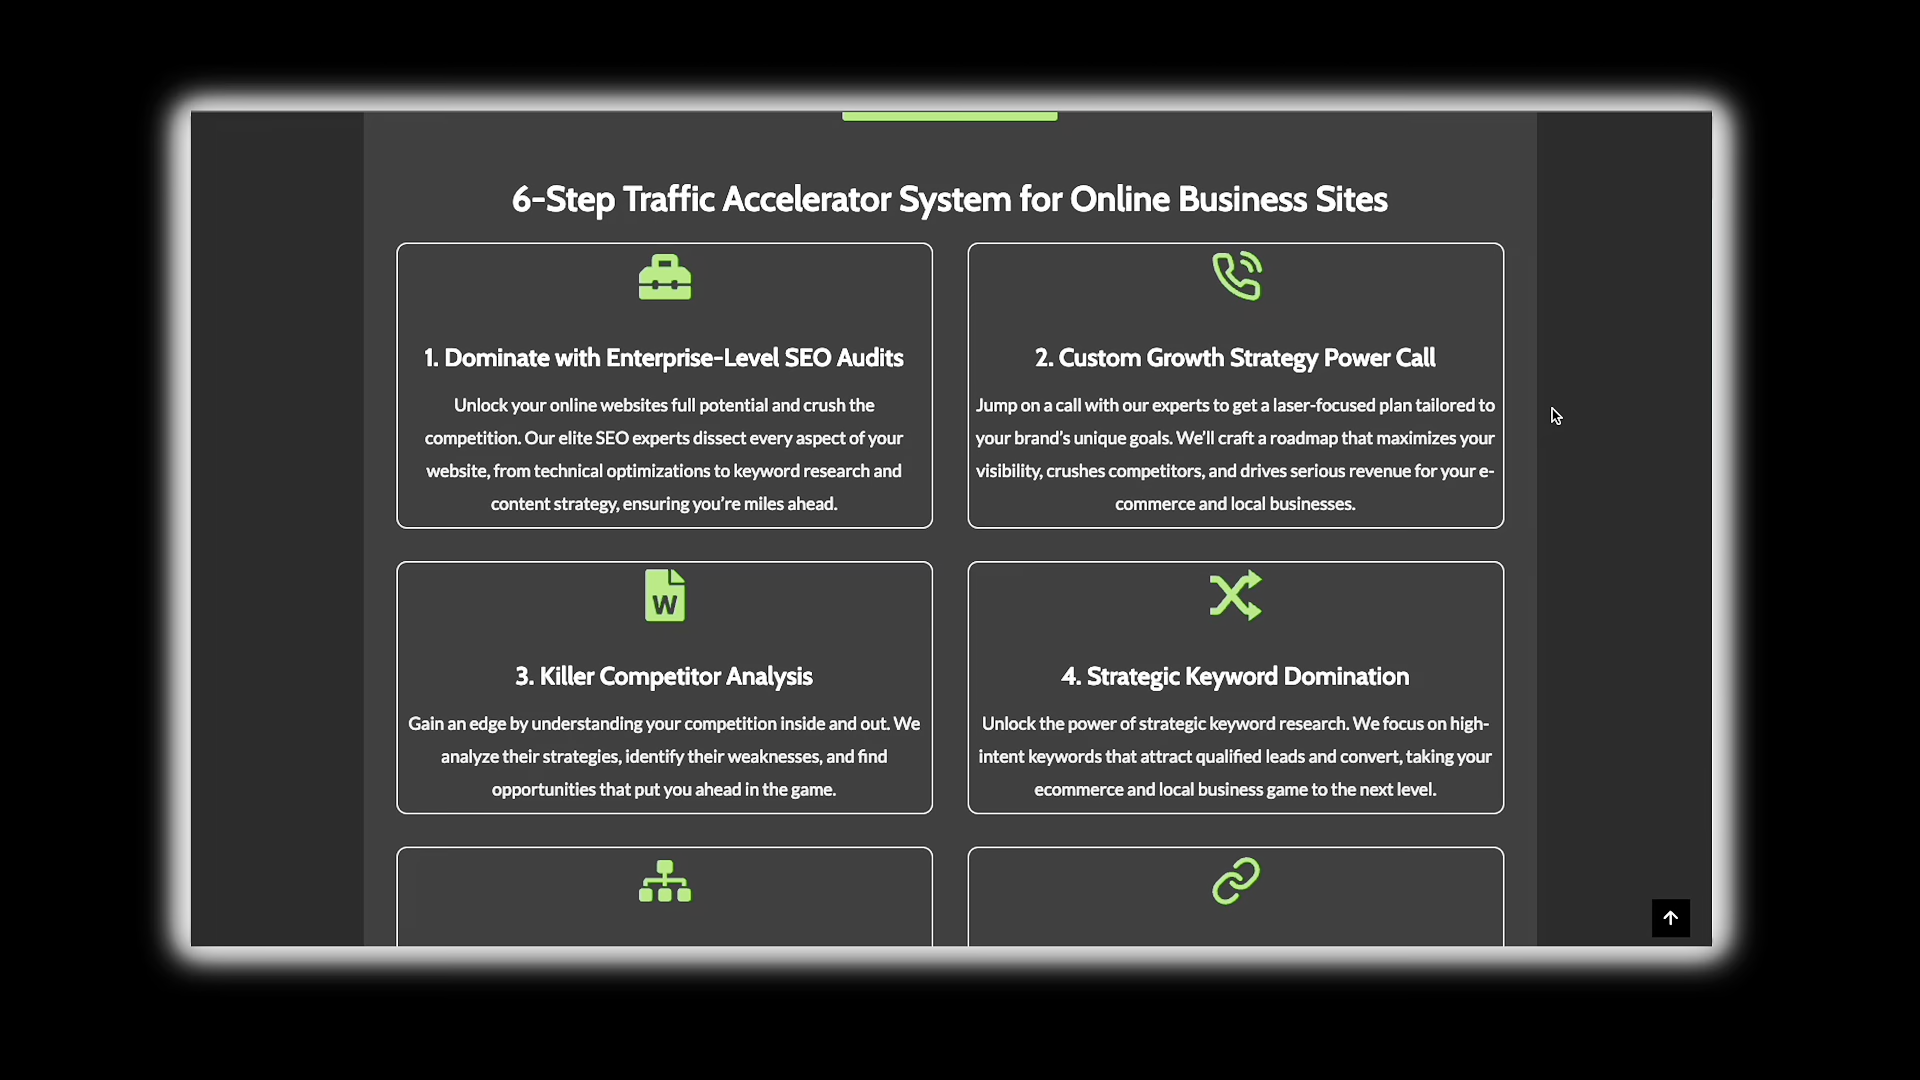 6-Step Traffic Accelerator System for Online Business Sites
1. Dominate with Enterprise-Level SEO Audits
Unlock your online websites full potential and crush the
competition. Our elite SEO experts dissect every aspect of your
website, from technical optimizations to keyword research and
content strategy, ensuring you’re miles ahead.
2. Custom Growth Strategy Power Call
Jump on a call with our experts to get a laser-focused plan tailored to
your brand’s unique goals. We’ll craft a roadmap that maximizes your
visibility, crushes competitors, and drives serious revenue for your e-
commerce and local businesses.
W
3. Killer Competitor Analysis
Gain an edge by understanding your competition inside and out. We
analyze their strategies, identify their weaknesses, and find
opportunities that put you ahead in the game.
4. Strategic Keyword Domination
Unlock the power of strategic keyword research. We focus on high-
intent keywords that attract qualified leads and convert, taking your
ecommerce and local business game to the next level.